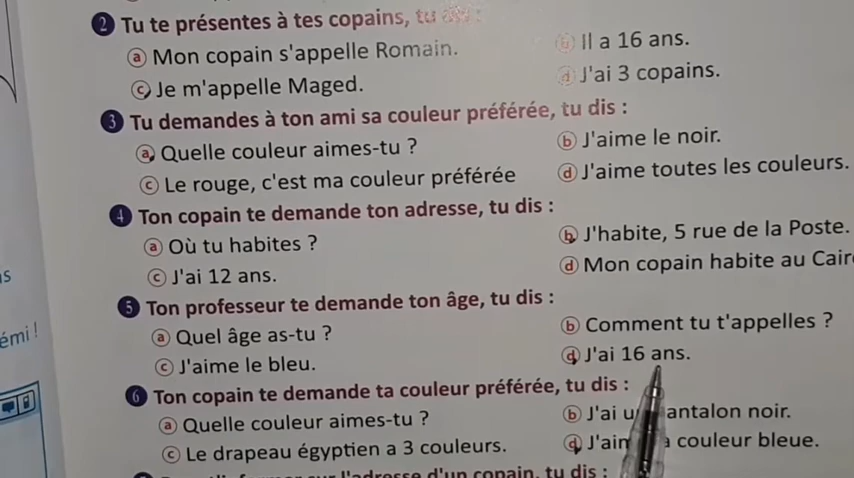 2 Tu te présentes à tes copains, tu
a Mon copain s'appelle Romain. b Il a 16 ans.
c Je m'appelle Maged. d J'ai 3 copains.
3 Tu demandes à ton ami sa couleur préférée, tu dis :
a Quelle couleur aimes-tu ? b J'aime le noir.
c Le rouge, c'est ma couleur préférée d J'aime toutes les couleurs.
4 Ton copain te demande ton adresse, tu dis :
a Où tu habites ? b J'habite, 5 rue de la Poste.
c J'ai 12 ans. d Mon copain habite au Cair
5 Ton professeur te demande ton âge, tu dis :
a Quel âge as-tu ? b Comment tu t'appelles ?
c J'aime le bleu. d J'ai 16 ans.
6 Ton copain te demande ta couleur préférée, tu dis :
a Quelle couleur aimes-tu ? b J'ai antalon noir.
c Le drapeau égyptien a 3 couleurs. d J'aim couleur bleue.
l'adresse d'un copain, tu dis :
s
émi !